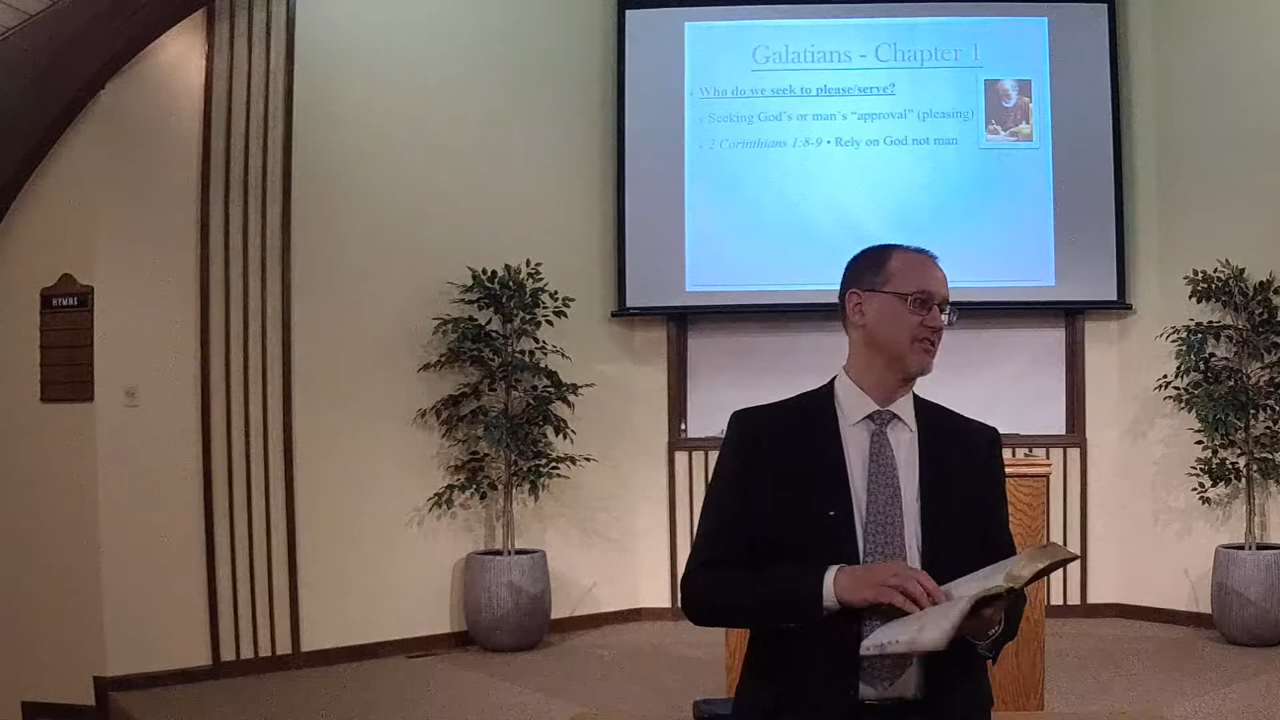 Galatians - Chapter 1
Who do we seek to please/serve?
Seeking God's or man's "approval" (pleasing)
2 Corinthians 1:8-9 • Rely on God not man
HYMNS